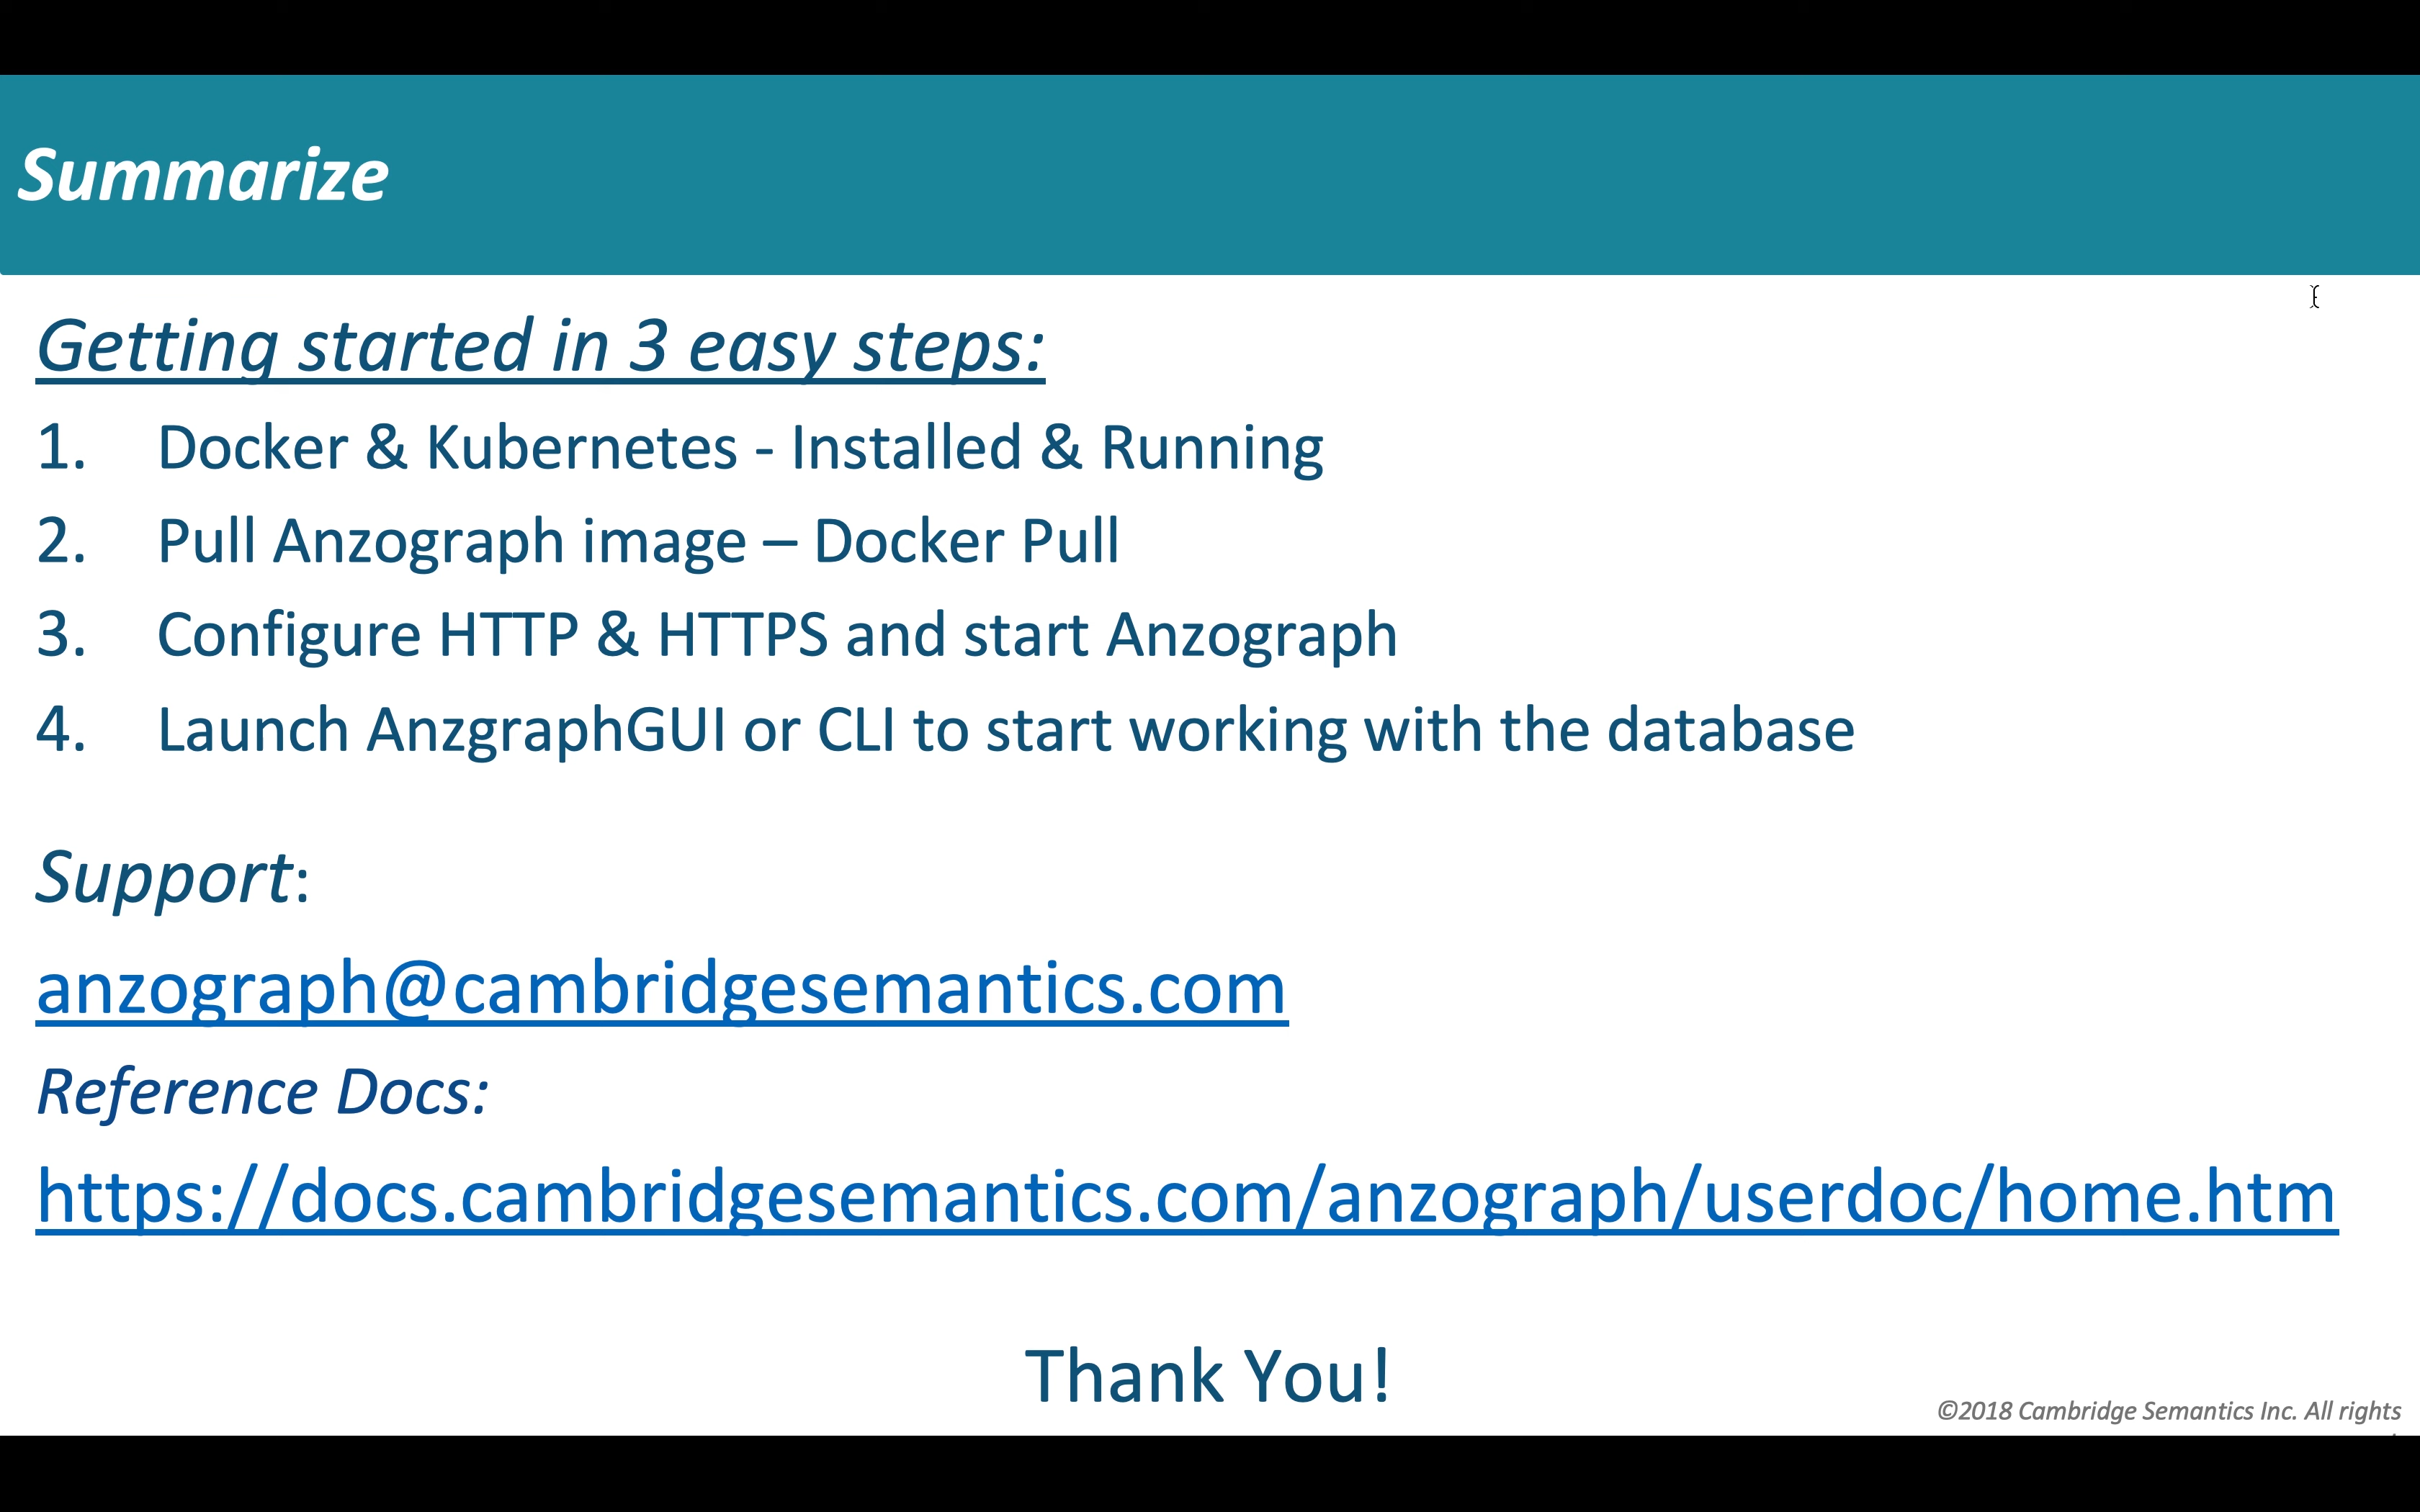 Summarize
Getting started in 3 easy steps:
1. Docker & Kubernetes - Installed & Running
2. Pull Anzograph image – Docker Pull
3. Configure HTTP & HTTPS and start Anzograph
4. Launch AnzgraphGUI or CLI to start working with the database
Support:
anzograph@cambridgesemantics.com
Reference Docs:
https://docs.cambridgesemantics.com/anzograph/userdoc/home.htm
Thank You!
©2018 Cambridge Semantics Inc. All rights